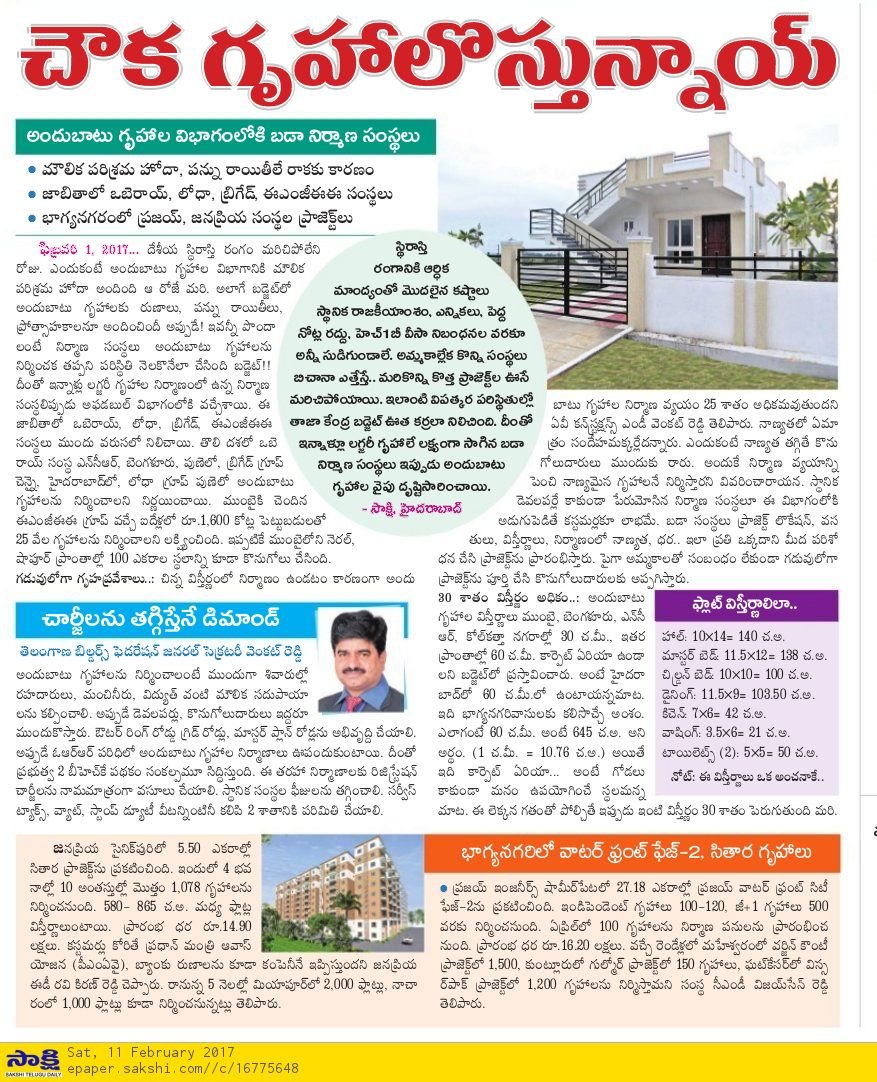 చౌక గృహాలొస్తున్నాయ్
అందుబాటు గృహాల విభాగంలోకి బడా నిర్మాణ సంస్థలు
• మౌలిక పరిశ్రమ హోదా, పన్ను రాయితీలే రాకకు కారణం
• జాబితాలో ఒబెరాయ్, లోధా, బ్రిగేడ్, ఈఎంజీఈఈ సంస్థలు
• భాగ్యనగరంలో ప్రజయ్, జనప్రియ సంస్థల ప్రాజెక్ట్‌లు
ఫిబ్రవరి 1, 2017... దేశీయ స్థిరాస్తి రంగం మరిచిపోలేని
రోజు. ఎందుకంటే అందుబాటు గృహాల విభాగానికి మౌలిక
పరిశ్రమ హోదా అందింది ఆ రోజే మరి. అలాగే బడ్జెట్‌లో
అందుబాటు గృహాలకు రుణాలు, పన్ను రాయితీలు,
ప్రోత్సాహకాలనూ అందించిందీ అప్పుడే! ఇవన్నీ పొందా
లంటే నిర్మాణ సంస్థలు అందుబాటు గృహాలను
నిర్మించక తప్పని పరిస్థితి నెలకొనేలా చేసింది బడ్జెట్!!
దీంతో ఇన్నాళ్లు లగ్జరీ గృహాల నిర్మాణంలో ఉన్న నిర్మాణ
సంస్థలిప్పుడు అఫడబుల్ విభాగంలోకి వచ్చేశాయి. ఈ
జాబితాలో ఒబెరాయ్, లోధా, బ్రిగేడ్, ఈఎంజీఈఈ
సంస్థలు ముందు వరుసలో నిలిచాయి. తొలి దశలో ఒబె
రాయ్ సంస్థ ఎన్‌సీఆర్, బెంగళూరు, పుణేలో, బ్రిగేడ్ గ్రూప్
చెన్నై, హైదరాబాద్‌లో, లోధా గ్రూప్ పుణేలో అందుబాటు
గృహాలను నిర్మించాలని నిర్ణయించాయి. ముంబైకి చెందిన
ఈఎంజీఈఈ గ్రూప్ వచ్చే ఐదేళ్లలో రూ.1,600 కోట్ల పెట్టుబడులతో
25 వేల గృహాలను నిర్మించాలని లక్ష్యించింది. ఇప్పటికే ముంబైలోని నెరల్,
షాపూర్ ప్రాంతాల్లో 100 ఎకరాల స్థలాన్ని కూడా కొనుగోలు చేసింది.
గడువులోగా గృహప్రవేశాలు..: చిన్న విస్తీర్ణంలో నిర్మాణం ఉండటం కారణంగా అందు
స్థిరాస్తి
రంగానికి ఆర్థిక
మాంద్యంతో మొదలైన కష్టాలు
స్థానిక రాజకీయాంశం, ఎన్నికలు, పెద్ద
నోట్ల రద్దు, హెచ్1బీ వీసా నిబంధనల వరకూ
అన్నీ సుడిగుండాలే. అమ్మకాల్లేక కొన్ని సంస్థలు
బిచానా ఎత్తేస్తే.. మరికొన్ని కొత్త ప్రాజెక్ట్‌ల ఊసే
మరిచిపోయాయి. ఇలాంటి విపత్కర పరిస్థితుల్లో
తాజా కేంద్ర బడ్జెట్ ఊత కర్రలా నిలిచింది. దీంతో
ఇన్నాళ్లూ లగ్జరీ గృహాలే లక్ష్యంగా సాగిన బడా
నిర్మాణ సంస్థలు ఇప్పుడు అందుబాటు
గృహాల వైపు దృష్టిసారించాయి.
- సాక్షి, హైదరాబాద్
బాటు గృహాల నిర్మాణ వ్యయం 25 శాతం అధికమవుతుందని
ఏవీ కన్‌స్ట్రక్షన్స్ ఎండీ వెంకట్ రెడ్డి తెలిపారు. నాణ్యతలో ఏమా
త్రం సందేహమక్కర్లేదన్నారు. ఎందుకంటే నాణ్యత తగ్గితే కొను
గోలుదారులు ముందుకు రారు. అందుకే నిర్మాణ వ్యయాన్ని
పెంచి నాణ్యమైన గృహాలనే నిర్మిస్తారని వివరించారాయన. స్థానిక
డెవలపర్లే కాకుండా పేరుమోసిన నిర్మాణ సంస్థలూ ఈ విభాగంలోకి
అడుగుపెడితే కస్టమర్లకూ లాభమే. బడా సంస్థలు ప్రాజెక్ట్ లొకేషన్, వస
తులు, విస్తీర్ణాలు, నిర్మాణంలో నాణ్యత, ధర.. ఇలా ప్రతి ఒక్కదాని మీద పరిశో
ధన చేసి ప్రాజెక్ట్‌ను ప్రారంభిస్తారు. పైగా అమ్మకాలతో సంబంధం లేకుండా గడువులోగా
ప్రాజెక్ట్‌ను పూర్తి చేసి కొనుగోలుదారులకు అప్పగిస్తారు.
30 శాతం విస్తీర్ణం అధికం..: అందుబాటు
గృహాల విస్తీర్ణాలు ముంబై, బెంగళూరు, ఎన్‌సీ
ఆర్, కోల్‌కత్తా నగరాల్లో 30 చ.మీ., ఇతర
ప్రాంతాల్లో 60 చ.మీ. కార్పెట్ ఏరియా ఉండా
లని బడ్జెట్‌లో ప్రస్తావించారు. అంటే హైదరా
బాద్‌లో 60 చ.మీ.లో ఉంటాయన్నమాట.
ఇది భాగ్యనగరవాసులకు కలిసొచ్చే అంశం.
ఎలాగంటే 60 చ.మీ. అంటే 645 చ.అ. అని
అర్థం. (1 చ.మీ. = 10.76 చ.అ.) అయితే
ఇది కార్పెట్ ఏరియా... అంటే గోడలు
కాకుండా మనం ఉపయోగించే స్థలమన్న
మాట. ఈ లెక్కన గతంతో పోల్చితే ఇప్పుడు ఇంటి విస్తీర్ణం 30 శాతం పెరుగుతుంది మరి.
ఫ్లాట్ విస్తీర్ణాలిలా..
హాల్: 10×14= 140 చ.అ.
మాస్టర్ బెడ్: 11.5×12= 138 చ.అ.
చిల్డ్రన్ బెడ్: 10×10= 100 చ.అ.
డైనింగ్: 11.5×9= 103.50 చ.అ.
కిచెన్: 7×6= 42 చ.అ.
వాషింగ్: 3.5×6= 21 చ.అ.
టాయిలెట్స్ (2): 5×5= 50 చ.అ.
నోట్: ఈ విస్తీర్ణాలు ఒక అంచనాకే..
చార్జీలను తగ్గిస్తేనే డిమాండ్
తెలంగాణ బిల్డర్స్ ఫెడరేషన్ జనరల్ సెక్రటరీ వెంకట్ రెడ్డి
అందుబాటు గృహాలను నిర్మించాలంటే ముందుగా శివారుల్లో
రహదారులు, మంచినీరు, విద్యుత్ వంటి మౌలిక సదుపాయా
లను కల్పించాలి. అప్పుడే డెవలపర్లు, కొనుగోలుదారులు ఇద్దరూ
ముందుకొస్తారు. ఔటర్ రింగ్ రోడ్డు గ్రిడ్ రోడ్లు, మాస్టర్ ప్లాన్ రోడ్లను అభివృద్ధి చేయాలి.
అప్పుడే ఓఆర్ఆర్ పరిధిలో అందుబాటు గృహాల నిర్మాణాలు ఊపందుకుంటాయి. దీంతో
ప్రభుత్వ 2 బీహెచ్‌కే పథకం సంకల్పమూ సిద్ధిస్తుంది. ఈ తరహా నిర్మాణాలకు రిజిస్ట్రేషన్
చార్జీలను నామమాత్రంగా వసూలు చేయాలి. స్థానిక సంస్థల ఫీజులను తగ్గించాలి. సర్వీస్
ట్యాక్స్, వ్యాట్, స్టాంప్ డ్యూటీ వీటన్నింటినీ కలిపి 2 శాతానికి పరిమితి చేయాలి.
జనప్రియ సైనిక్‌పురిలో 5.50 ఎకరాల్లో
సితార ప్రాజెక్ట్‌ను ప్రకటించింది. ఇందులో 4 భవ
నాల్లో 10 అంతస్తుల్లో మొత్తం 1,078 గృహాలను
నిర్మించనుంది. 580- 865 చ.అ. మధ్య ఫ్లాట్ల
విస్తీర్ణాలుంటాయి. ప్రారంభ ధర రూ.14.90
లక్షలు. కస్టమర్లు కోరితే ప్రధాన్ మంత్రి ఆవాస్
యోజన (పీఎంఏవై), బ్యాంకు రుణాలను కూడా కంపెనీనే ఇప్పిస్తుందని జనప్రియ
ఈడీ రవి కిరణ్ రెడ్డి చెప్పారు. రానున్న 5 నెలల్లో మియాపూర్‌లో 2,000 ఫ్లాట్లు, నాచా
రంలో 1,000 ఫ్లాట్లు కూడా నిర్మించనున్నట్లు తెలిపారు.
భాగ్యనగరిలో వాటర్ ఫ్రంట్ ఫేజ్-2, సితార గృహాలు
• ప్రజయ్ ఇంజనీర్స్ షామీర్‌పేటలో 27.18 ఎకరాల్లో ప్రజయ్ వాటర్ ఫ్రంట్ సిటీ
ఫేజ్-2ను ప్రకటించింది. ఇండిపెండెంట్ గృహాలు 100-120, జీ+1 గృహాలు 500
వరకు నిర్మించనుంది. ఏప్రిల్‌లో 100 గృహాలను నిర్మాణ పనులను ప్రారంభించ
నుంది. ప్రారంభ ధర రూ.16.20 లక్షలు. వచ్చే రెండేళ్లలో మహేశ్వరంలో వర్జిన్ కౌంటీ
ప్రాజెక్ట్‌లో 1,500, కుంట్లూరులో గుల్మోర్ ప్రాజెక్ట్‌లో 150 గృహాలు, ఘట్‌కేసర్‌లో విన్స
ర్‌పార్క్ ప్రాజెక్ట్‌లో 1,200 గృహాలను నిర్మిస్తామని సంస్థ సీఎండీ విజయ్‌సేన్ రెడ్డి
తెలిపారు.
సాక్షి
SAKSHI TELUGU DAILY
Sat, 11 February 2017
epaper.sakshi.com//c/16775648